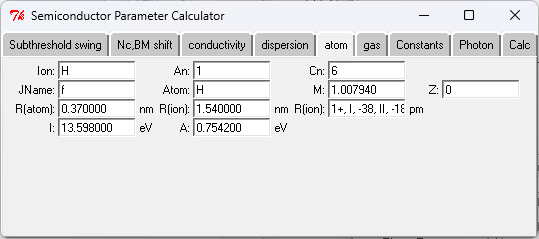 Semiconductor Parameter Calculator
Subthreshold swing Nc,BM shift conductivity dispersion atom gas Constants Photon Calc
Ion: H An: 1 Cn: 6
JName: f Atom: H M: 1.007940 Z: 0
R(atom): 0.370000 nm R(ion): 1.540000 nm R(ion): 1+, I, -38, II, -18 pm
I: 13.598000 eV A: 0.754200 eV